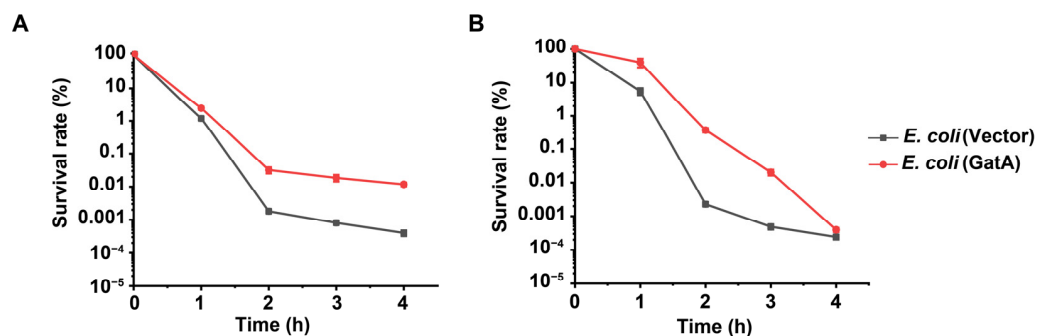 A
Survival rate (%)
100
10
1
0.1
0.01
0.001
10⁻⁴
10⁻⁵
0 1 2 3 4
Time (h)
B
Survival rate (%)
100
10
1
0.1
0.01
0.001
10⁻⁴
10⁻⁵
0 1 2 3 4
Time (h)
E. coli (Vector)
E. coli (GatA)